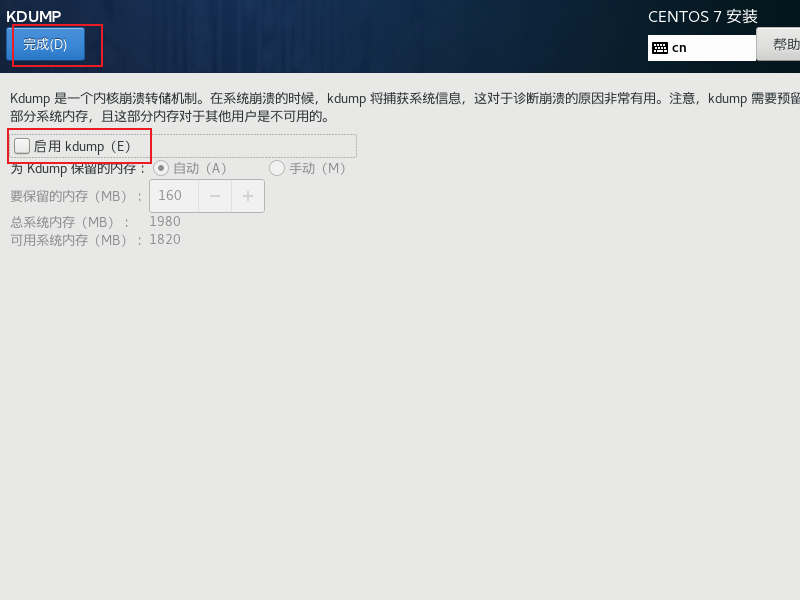 KDUMP
CENTOS 7 安装
完成(D)
cn
帮助
Kdump 是一个内核崩溃转储机制。在系统崩溃的时候，kdump 将捕获系统信息，这对于诊断崩溃的原因非常有用。注意，kdump 需要预留
部分系统内存，且这部分内存对于其他用户是不可用的。
启用 kdump（E）
为 Kdump 保留的内存：
自动（A）
手动（M）
要保留的内存（MB）：
160
− +
总系统内存（MB）：
1980
可用系统内存（MB）：
1820